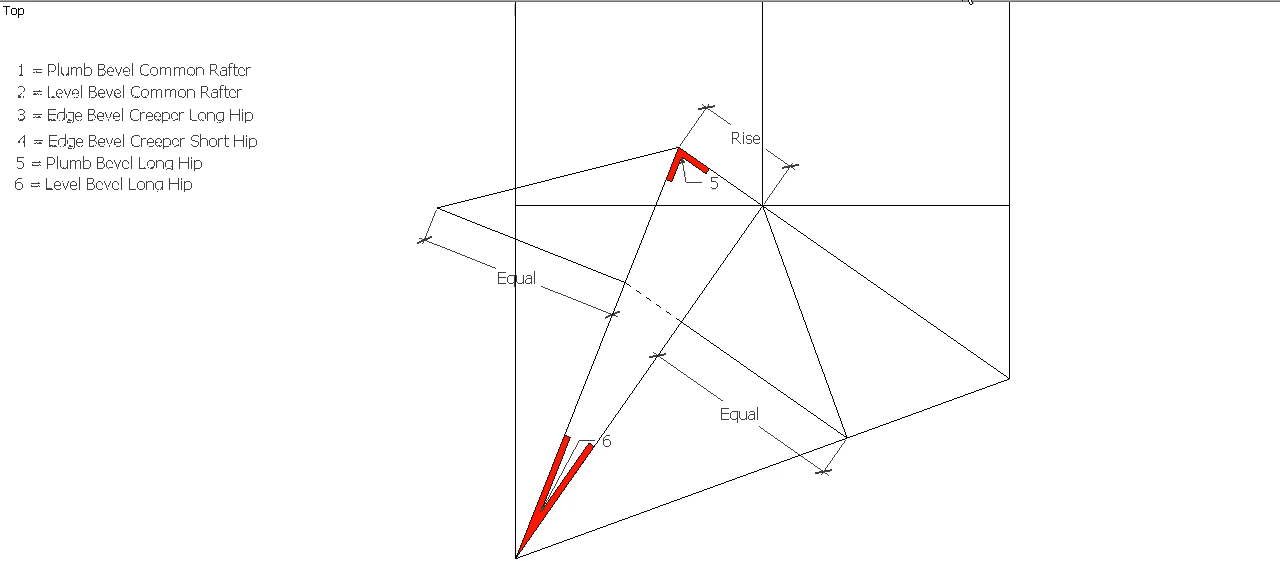 Top
1 = Plumb Bevel Common Rafter
2 = Level Bevel Common Rafter
3 = Edge Bevel Creeper Long Hip
4 = Edge Bevel Creeper Short Hip
5 = Plumb Bevel Long Hip
6 = Level Bevel Long Hip
Rise
5
Equal
Equal
6